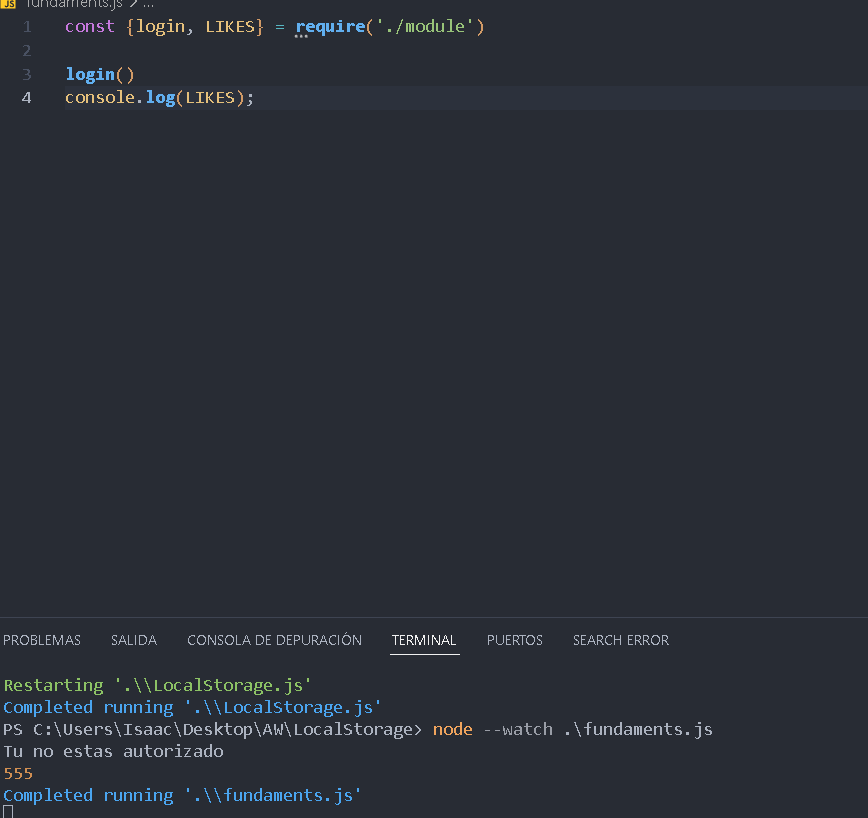 JS fundaments.js > ...
1 const {login, LIKES} = require('./module')
2
3 login()
4 console.log(LIKES);
PROBLEMAS SALIDA CONSOLA DE DEPURACIÓN TERMINAL PUERTOS SEARCH ERROR
Restarting '.\\LocalStorage.js'
Completed running '.\\LocalStorage.js'
PS C:\Users\Isaac\Desktop\AW\LocalStorage> node --watch .\fundaments.js
Tu no estas autorizado
555
Completed running '.\\fundaments.js'